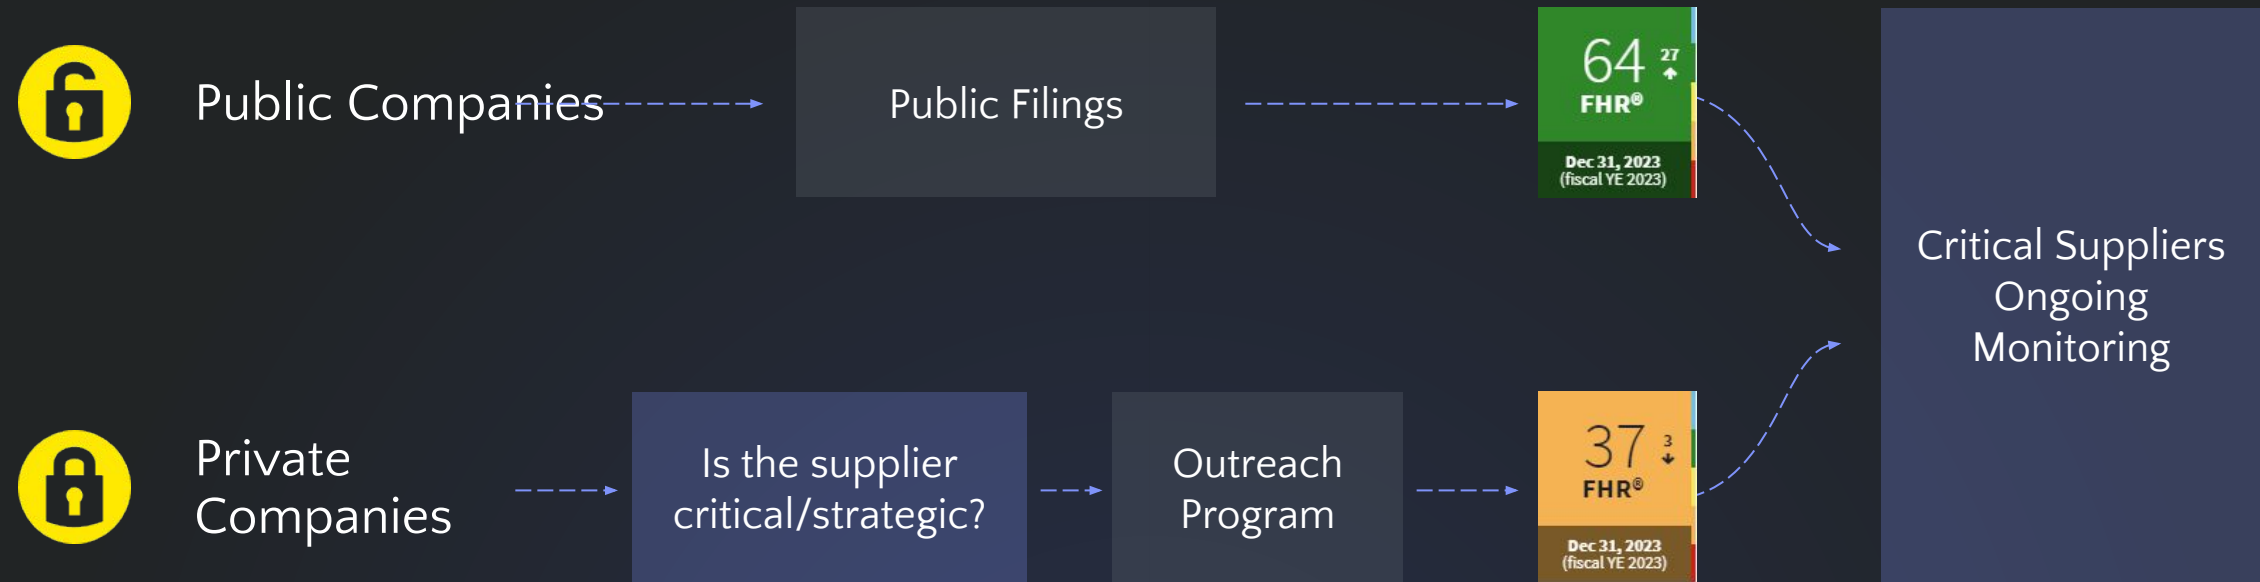 Public Companies
Public Filings
64 27
FHR®
Dec 31, 2023
(fiscal YE 2023)
Critical Suppliers
Ongoing
Monitoring
Private
Companies
Is the supplier
critical/strategic?
Outreach
Program
37 3
FHR®
Dec 31, 2023
(fiscal YE 2023)